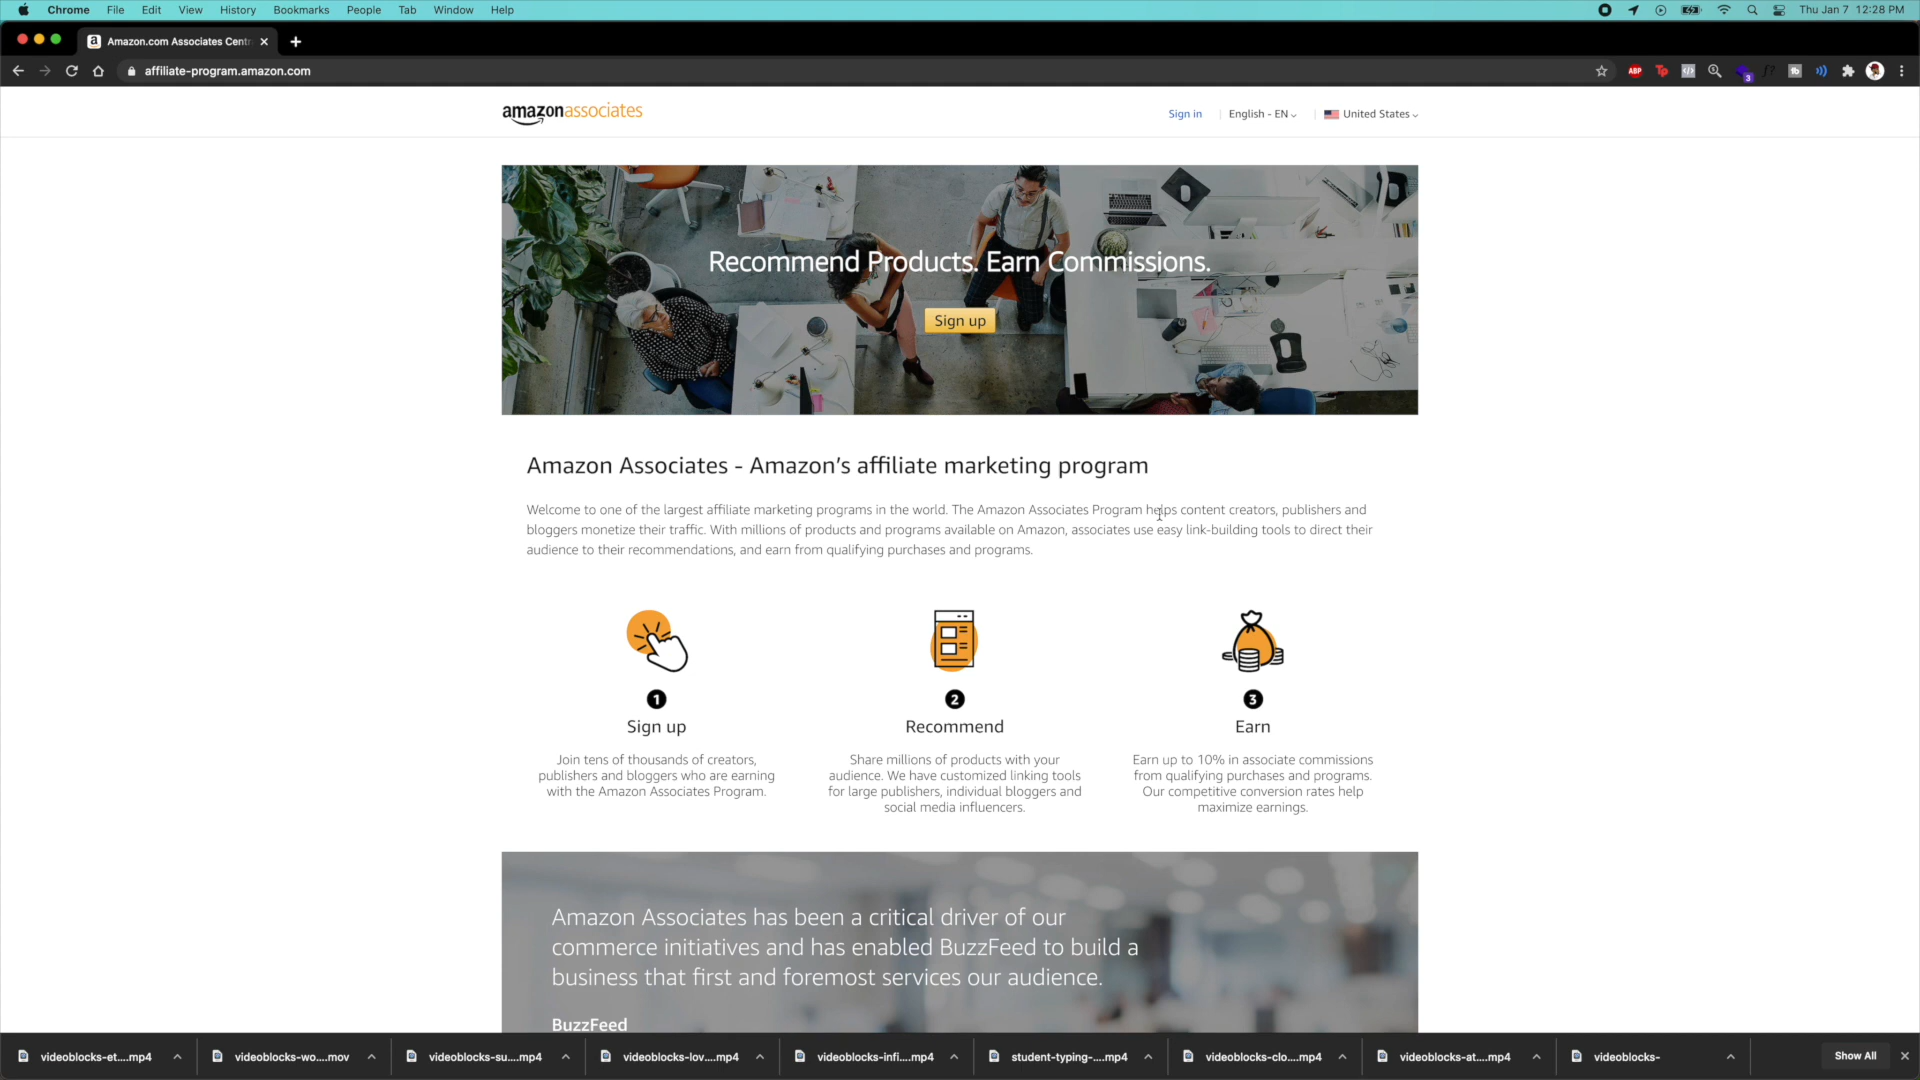 Chrome File Edit View History Bookmarks People Tab Window Help Thu Jan 7 12:28 PM
Amazon.com Associates Centr
affiliate-program.amazon.com
ABP
3
amazonassociates
Sign in English - EN United States
Recommend Products. Earn Commissions.
Sign up
Amazon Associates - Amazon's affiliate marketing program
Welcome to one of the largest affiliate marketing programs in the world. The Amazon Associates Program helps content creators, publishers and
bloggers monetize their traffic. With millions of products and programs available on Amazon, associates use easy link-building tools to direct their
audience to their recommendations, and earn from qualifying purchases and programs.
1
Sign up
Join tens of thousands of creators,
publishers and bloggers who are earning
with the Amazon Associates Program.
2
Recommend
Share millions of products with your
audience. We have customized linking tools
for large publishers, individual bloggers and
social media influencers.
3
Earn
Earn up to 10% in associate commissions
from qualifying purchases and programs.
Our competitive conversion rates help
maximize earnings.
Amazon Associates has been a critical driver of our
commerce initiatives and has enabled BuzzFeed to build a
business that first and foremost services our audience.
BuzzFeed
videoblocks-et....mp4 videoblocks-wo....mov videoblocks-su....mp4 videoblocks-lov....mp4 videoblocks-infi....mp4 student-typing-....mp4 videoblocks-clo....mp4 videoblocks-at....mp4 videoblocks- Show All